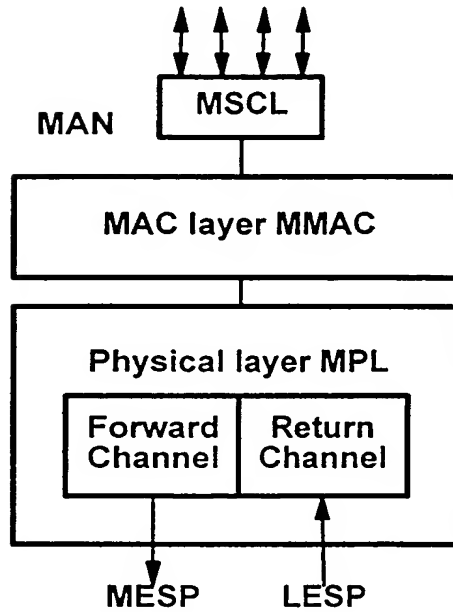 MSCL
MAN
MAC layer MMAC
Physical layer MPL
Forward Channel
Return Channel
MESP
LESP